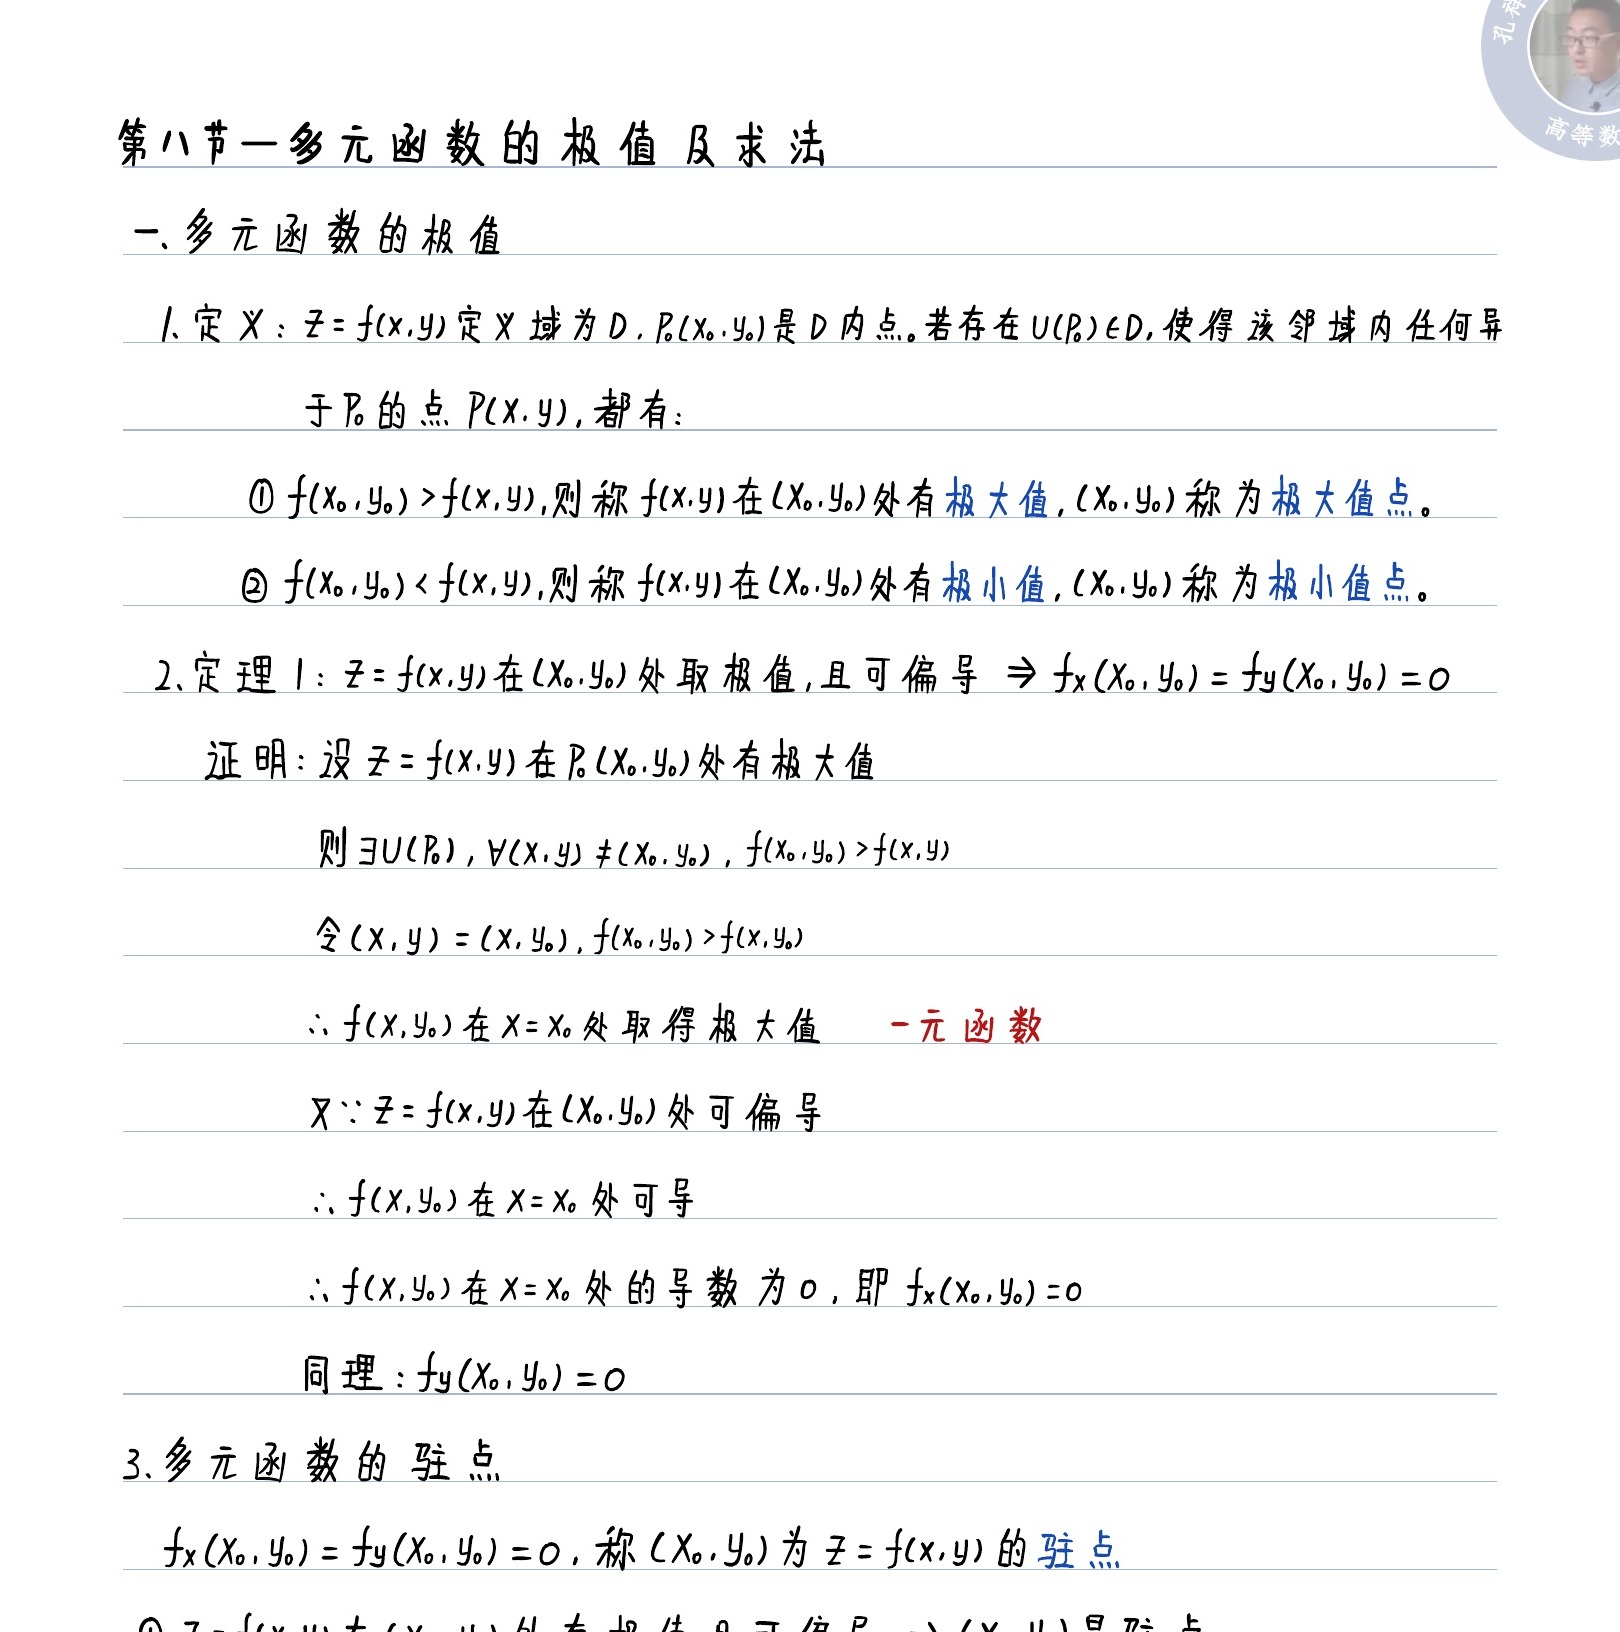 孔祥
高等数
第八节—多元函数的极值及求法
一、多元函数的极值
1、定义：z=f(x,y)定义域为D，P₀(x₀,y₀)是D内点。若存在U(P₀)∈D，使得该邻域内任何异
于P₀的点P(x,y)，都有：
① f(x₀,y₀)>f(x,y)，则称f(x,y)在(x₀,y₀)处有极大值，(x₀,y₀)称为极大值点。
② f(x₀,y₀)<f(x,y)，则称f(x,y)在(x₀,y₀)处有极小值，(x₀,y₀)称为极小值点。
2、定理1：z=f(x,y)在(x₀,y₀)处取极值，且可偏导 ⇒ fx(x₀,y₀)=fy(x₀,y₀)=0
证明：设z=f(x,y)在P₀(x₀,y₀)处有极大值
则∃U(P₀)，∀(x,y)≠(x₀,y₀)，f(x₀,y₀)>f(x,y)
令(x,y)=(x,y₀)，f(x₀,y₀)>f(x,y₀)
∴f(x,y₀)在x=x₀处取得极大值 一元函数
又∵z=f(x,y)在(x₀,y₀)处可偏导
∴f(x,y₀)在x=x₀处可导
∴f(x,y₀)在x=x₀处的导数为0，即fx(x₀,y₀)=0
同理：fy(x₀,y₀)=0
3、多元函数的驻点
fx(x₀,y₀)=fy(x₀,y₀)=0，称(x₀,y₀)为z=f(x,y)的驻点